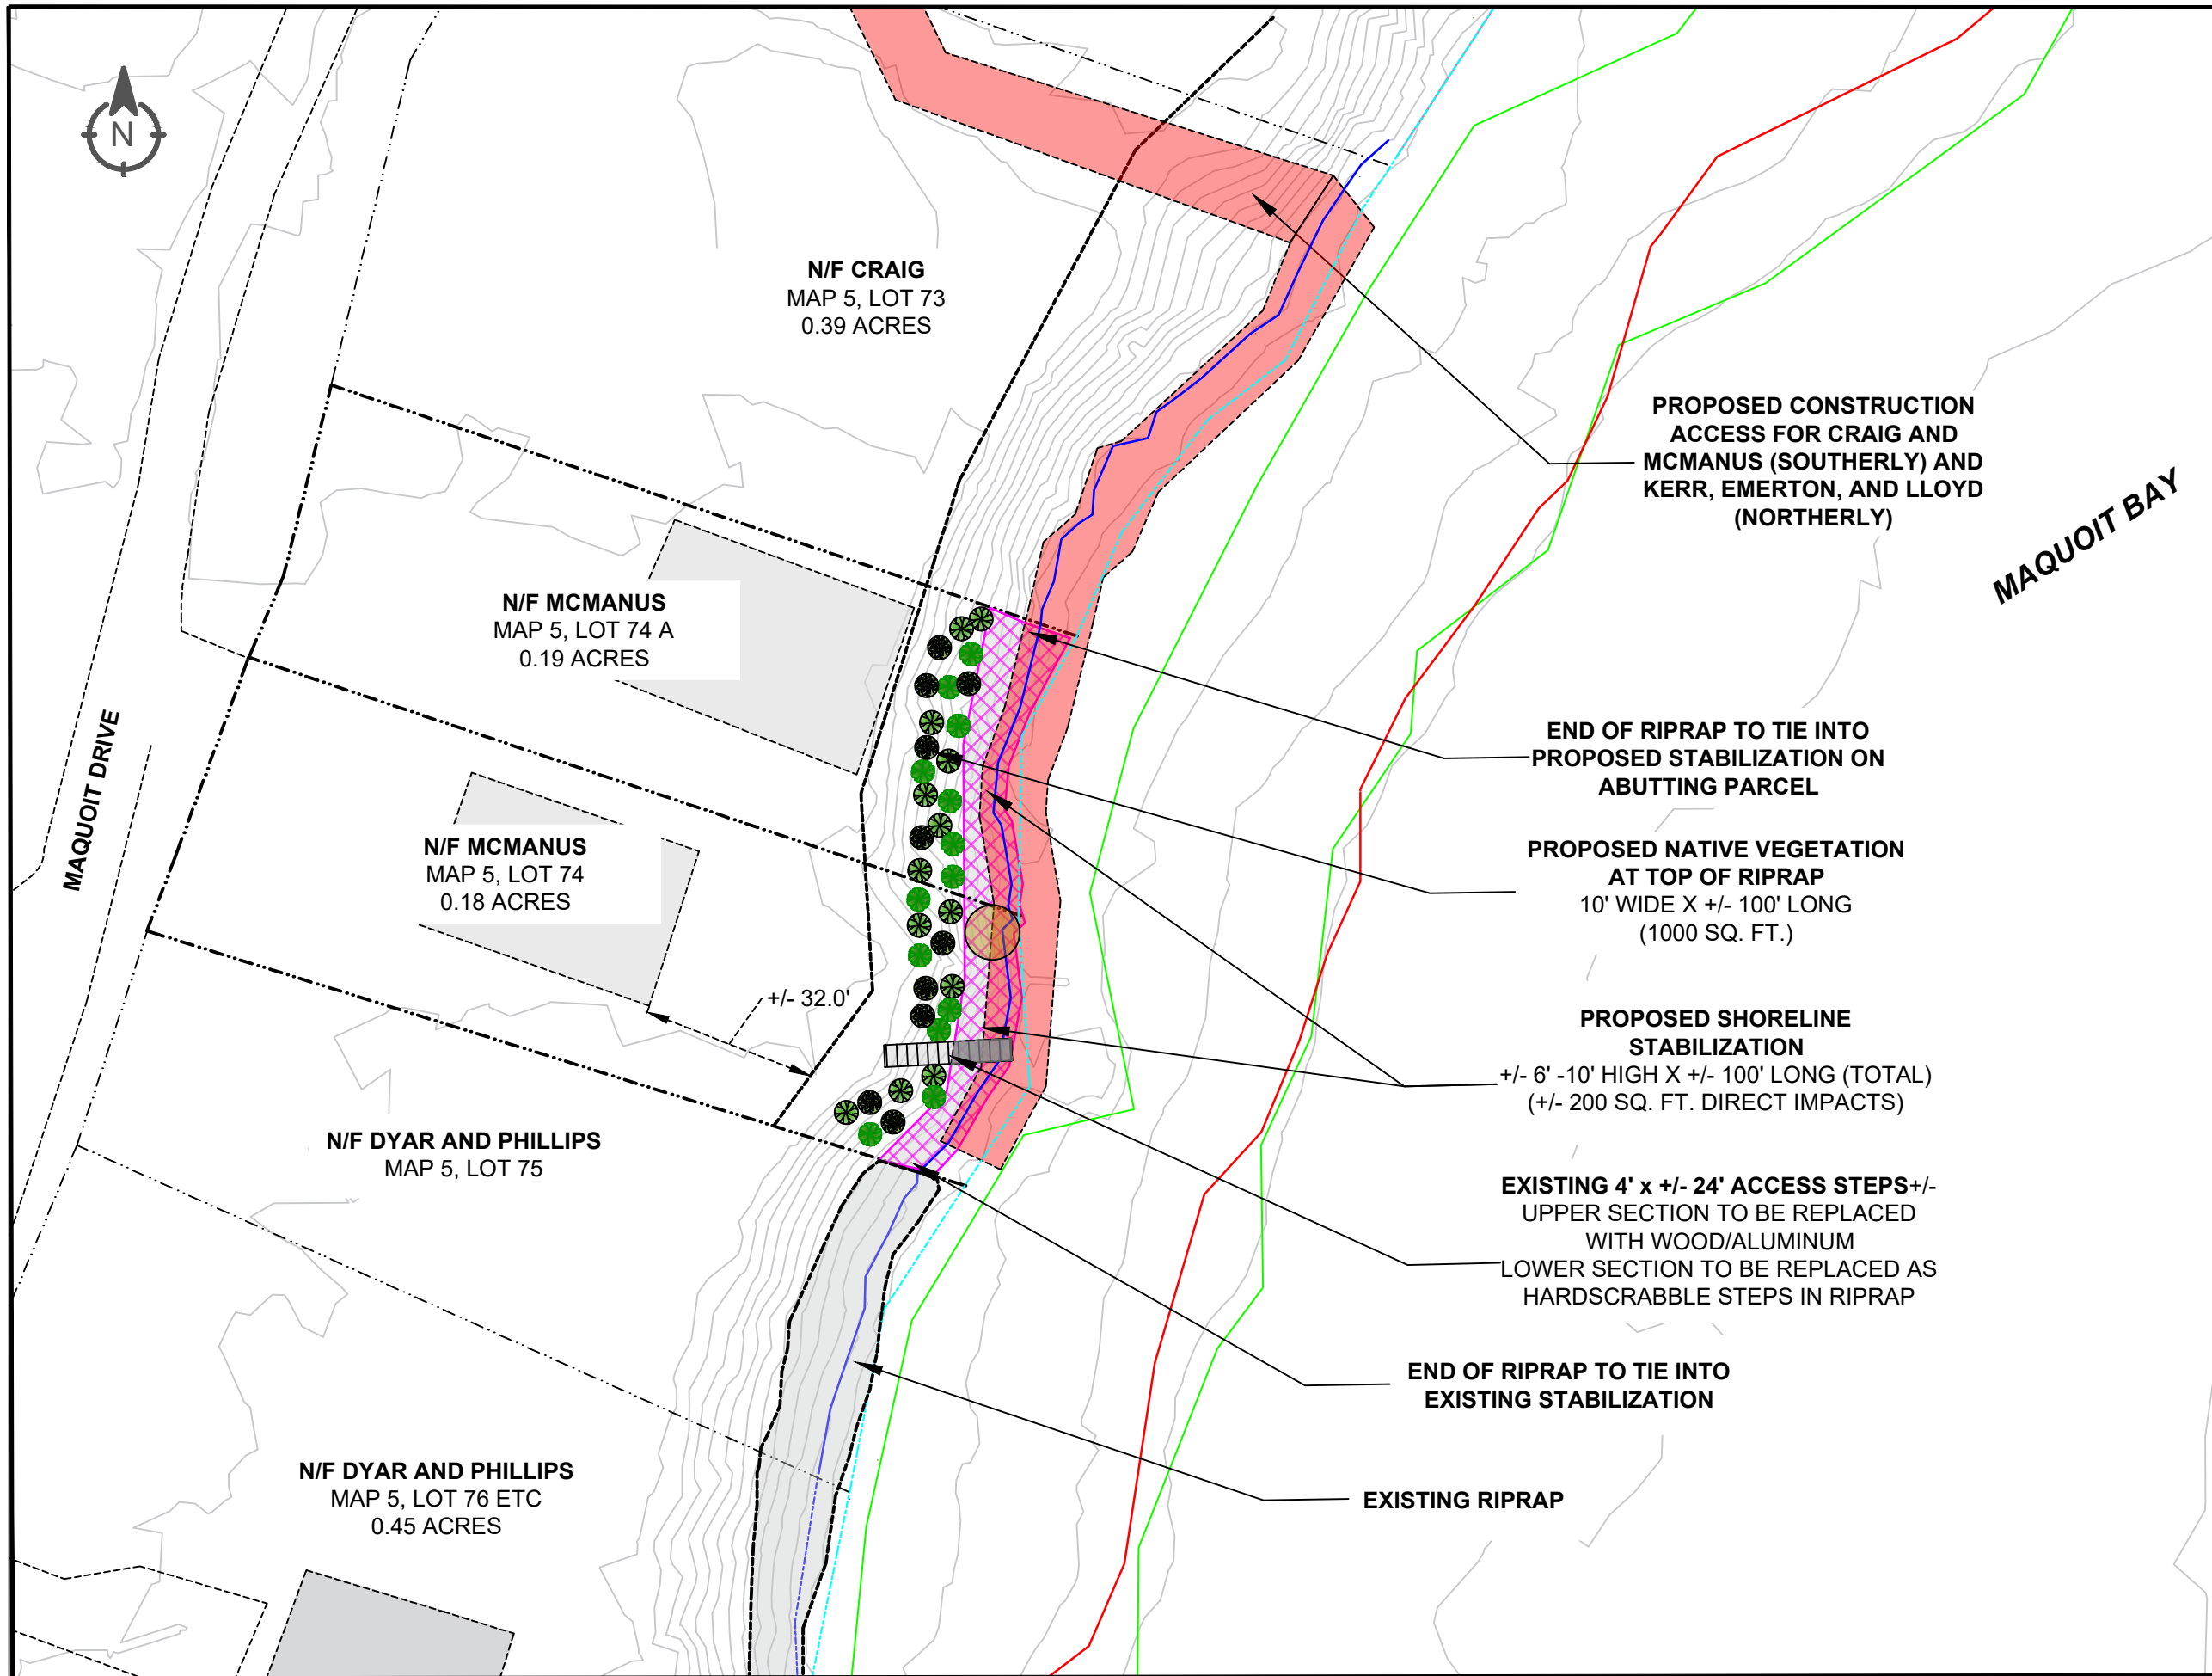 N
N/F CRAIG
MAP 5, LOT 73
0.39 ACRES
PROPOSED CONSTRUCTION
ACCESS FOR CRAIG AND
MCMANUS (SOUTHERLY) AND
KERR, EMERTON, AND LLOYD
(NORTHERLY)
MAQUOIT BAY
N/F MCMANUS
MAP 5, LOT 74 A
0.19 ACRES
MAQUOIT DRIVE
END OF RIPRAP TO TIE INTO
PROPOSED STABILIZATION ON
ABUTTING PARCEL
N/F MCMANUS
MAP 5, LOT 74
0.18 ACRES
PROPOSED NATIVE VEGETATION
AT TOP OF RIPRAP
10' WIDE X +/- 100' LONG
(1000 SQ. FT.)
+/- 32.0'
PROPOSED SHORELINE
STABILIZATION
+/- 6' -10' HIGH X +/- 100' LONG (TOTAL)
(+/- 200 SQ. FT. DIRECT IMPACTS)
N/F DYAR AND PHILLIPS
MAP 5, LOT 75
EXISTING 4' x +/- 24' ACCESS STEPS+/-
UPPER SECTION TO BE REPLACED
WITH WOOD/ALUMINUM
LOWER SECTION TO BE REPLACED AS
HARDSCRABBLE STEPS IN RIPRAP
END OF RIPRAP TO TIE INTO
EXISTING STABILIZATION
N/F DYAR AND PHILLIPS
MAP 5, LOT 76 ETC
0.45 ACRES
EXISTING RIPRAP